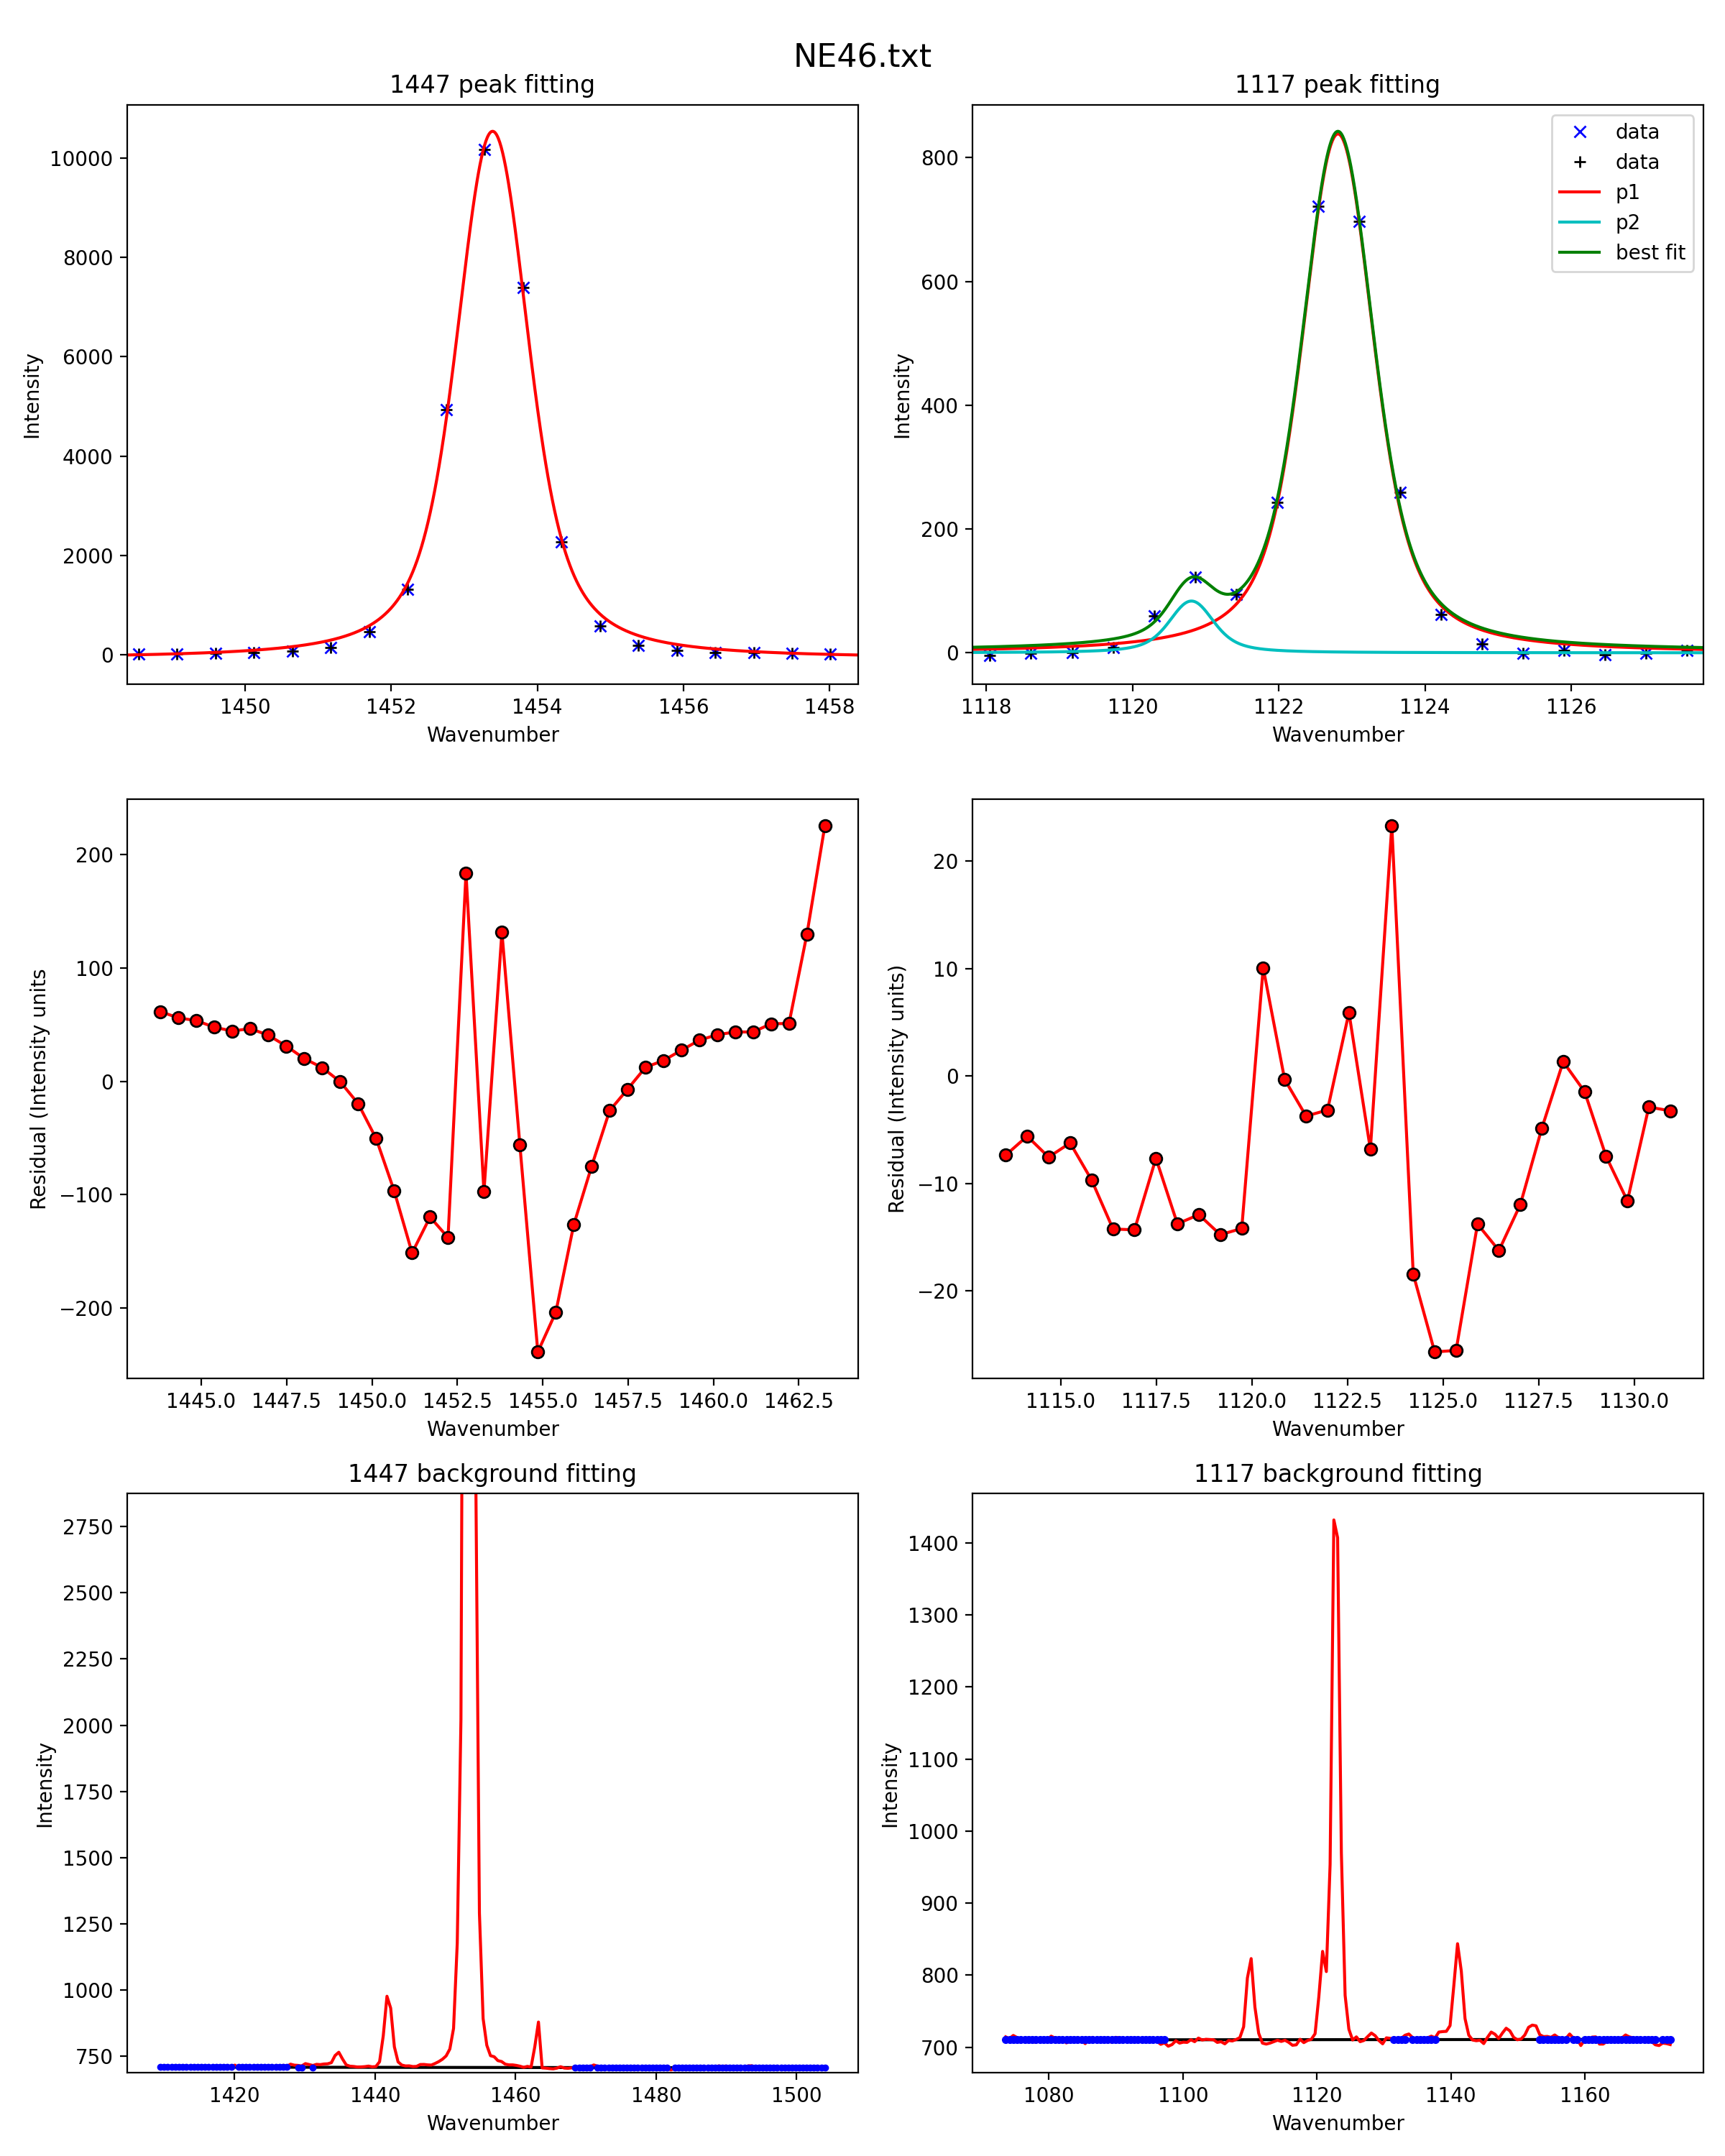 NE46.txt
1447 peak fitting
10000
8000
6000
4000
2000
0
Intensity
1450 1452 1454 1456 1458
Wavenumber
1117 peak fitting
data
data
p1
p2
best fit
800
600
400
200
0
Intensity
1118 1120 1122 1124 1126
Wavenumber
200
100
0
−100
−200
Residual (Intensity units
1445.0 1447.5 1450.0 1452.5 1455.0 1457.5 1460.0 1462.5
Wavenumber
20
10
0
−10
−20
Residual (Intensity units)
1115.0 1117.5 1120.0 1122.5 1125.0 1127.5 1130.0
Wavenumber
1447 background fitting
2750
2500
2250
2000
1750
1500
1250
1000
750
Intensity
1420 1440 1460 1480 1500
Wavenumber
1117 background fitting
1400
1300
1200
1100
1000
900
800
700
Intensity
1080 1100 1120 1140 1160
Wavenumber